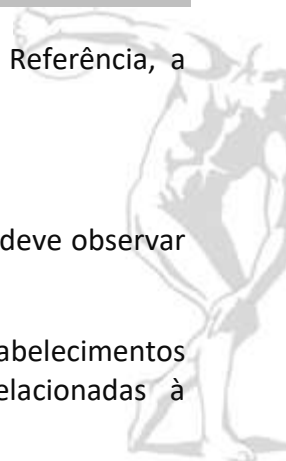 Referência, a
deve observar
abelecimentos
elacionadas à